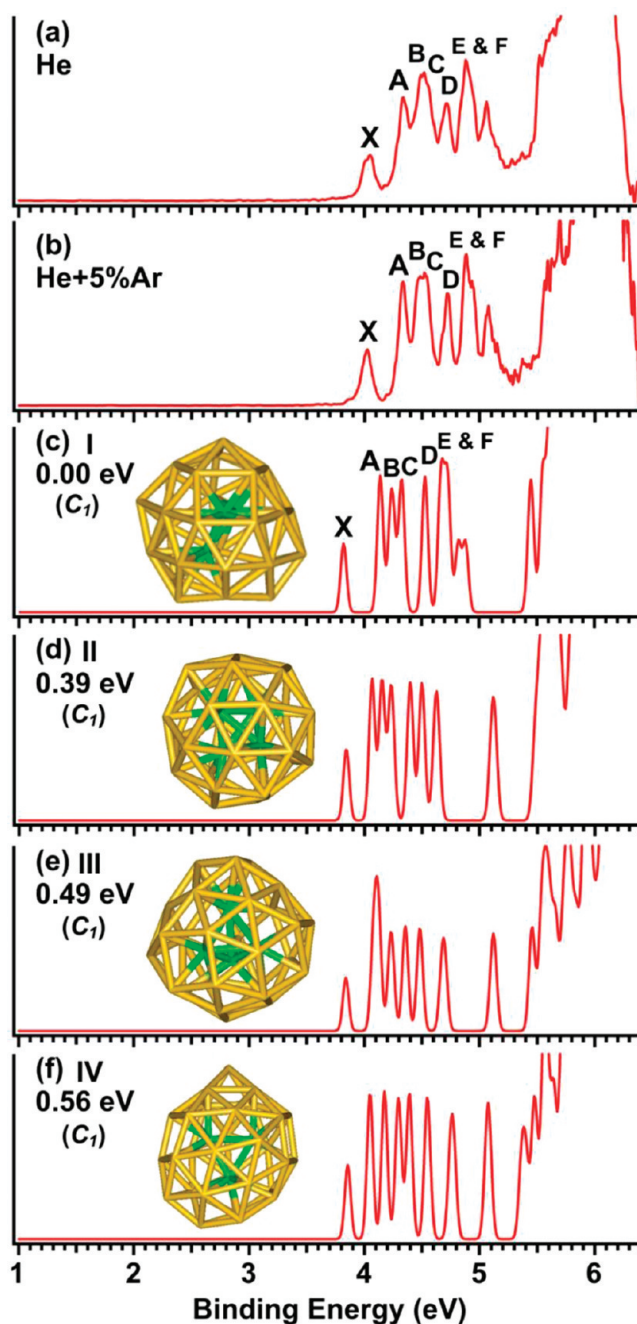 (a)
He
X
A
B
C
D
E & F
(b)
He+5%Ar
X
A
B
C
D
E & F
(c) I
0.00 eV
(C1)
X
A
B
C
D
E & F
(d) II
0.39 eV
(C1)
(e) III
0.49 eV
(C1)
(f) IV
0.56 eV
(C1)
1 2 3 4 5 6
Binding Energy (eV)